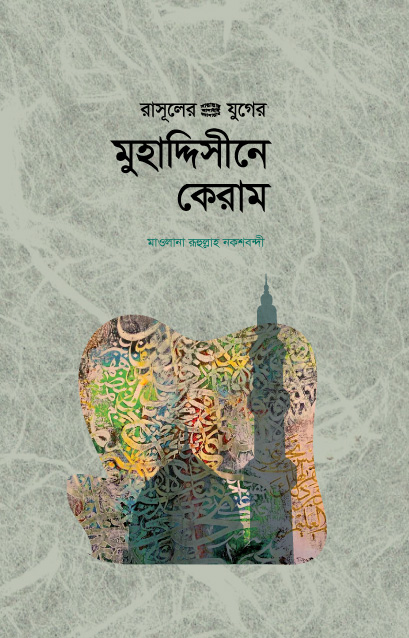 রাসূলের ﷺ যুগের
মুহাদ্দিসীনে
কেরাম
মাওলানা রূহুল্লাহ নকশবন্দী